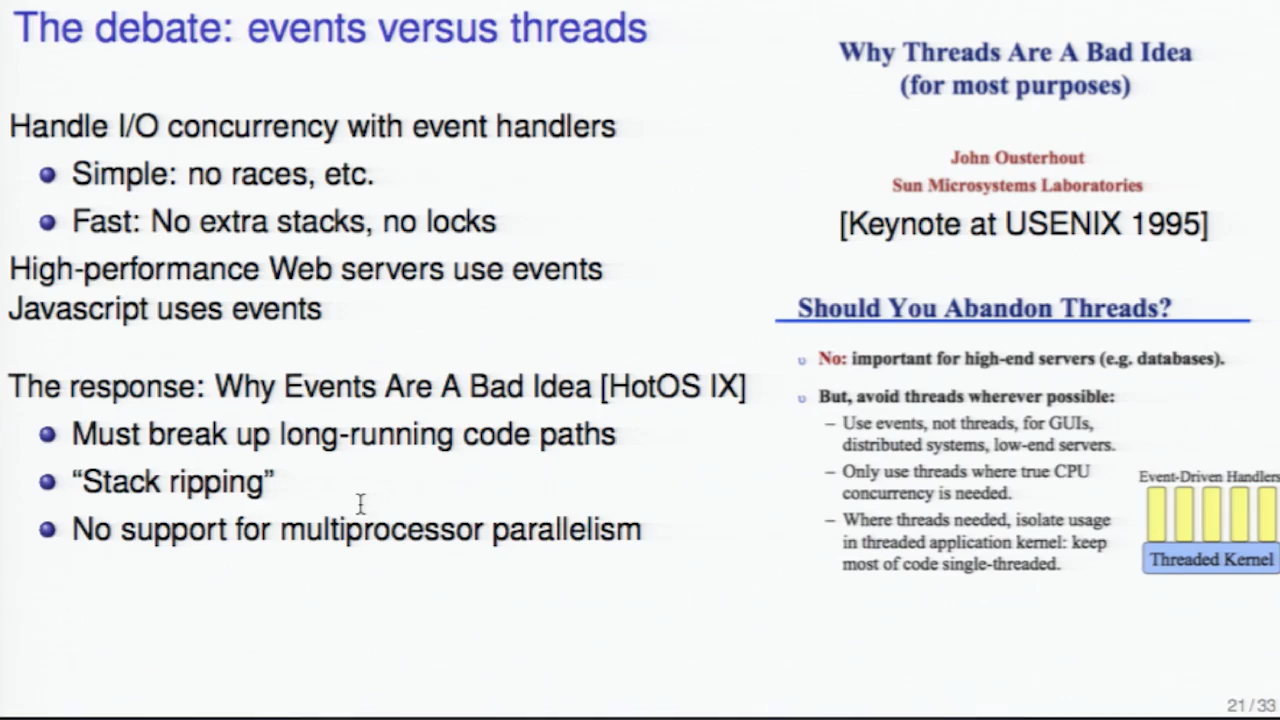 The debate: events versus threads
Handle I/O concurrency with event handlers
Simple: no races, etc.
Fast: No extra stacks, no locks
High-performance Web servers use events
Javascript uses events
The response: Why Events Are A Bad Idea [HotOS IX]
Must break up long-running code paths
“Stack ripping”
No support for multiprocessor parallelism
Why Threads Are A Bad Idea
(for most purposes)
John Ousterhout
Sun Microsystems Laboratories
[Keynote at USENIX 1995]
Should You Abandon Threads?
No: important for high-end servers (e.g. databases).
But, avoid threads wherever possible:
– Use events, not threads, for GUIs,
distributed systems, low-end servers.
– Only use threads where true CPU
concurrency is needed.
– Where threads needed, isolate usage
in threaded application kernel: keep
most of code single-threaded.
Event-Driven Handlers
Threaded Kernel
21 / 33